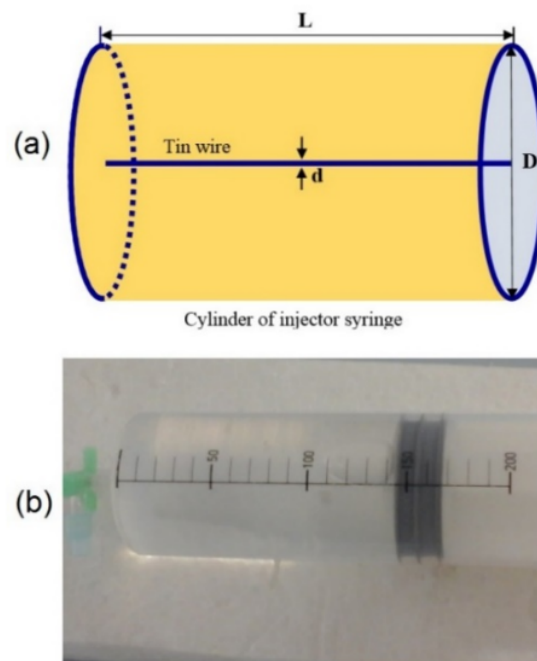 L
(a)
Tin wire
d
D
Cylinder of injector syringe
(b)
50
100
150
200